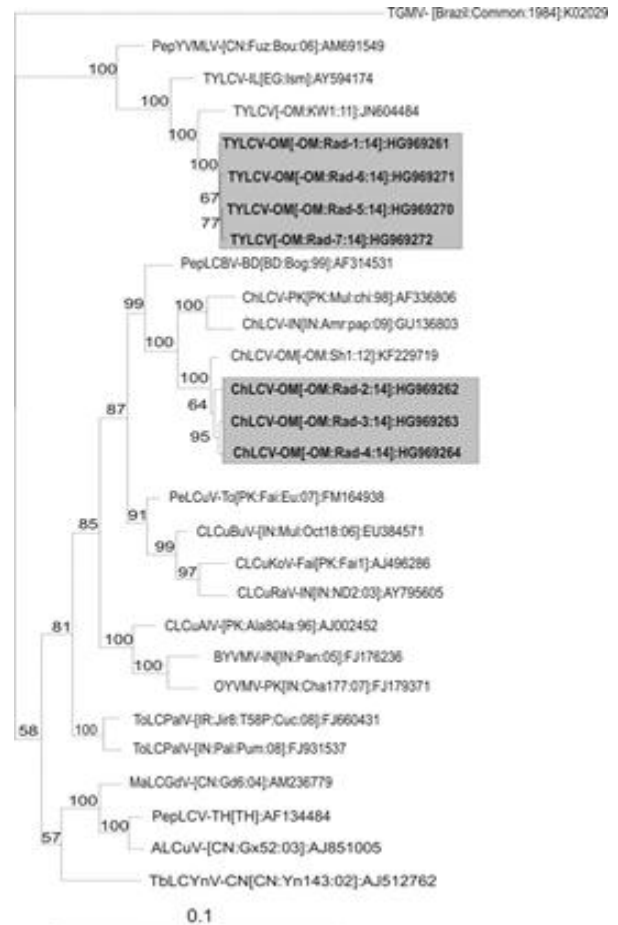 TGMV- [Brazil:Common:1984]:K02029
PepYVMLV-[CN:Fuz:Bou:06]:AM691549
100
TYLCV-IL[EG:Ism]:AY594174
100
TYLCV[-OM:KW1:11]:JN604484
100
TYLCV-OM[-OM:Rad-1:14]:HG969261
100
TYLCV-OM[-OM:Rad-6:14]:HG969271
67
TYLCV-OM[-OM:Rad-5:14]:HG969270
77
TYLCV[-OM:Rad-7:14]:HG969272
PepLCBV-BD[BD:Bog:99]:AF314531
99
ChLCV-PK[PK:Mul:chi:98]:AF336806
100
ChLCV-IN[IN:Amr:pap:09]:GU136803
100
ChLCV-OM[-OM:Sh1:12]:KF229719
100
ChLCV-OM[-OM:Rad-2:14]:HG969262
64
87
ChLCV-OM[-OM:Rad-3:14]:HG969263
95
ChLCV-OM[-OM:Rad-4:14]:HG969264
PeLCuV-To[PK:Fai:Eu:07]:FM164938
91
85
CLCuBuV-[IN:Mul:Oct18:06]:EU384571
99
CLCuKoV-Fai[PK:Fai1]:AJ496286
97
CLCuRaV-IN[IN:ND2:03]:AY795605
81
CLCuAlV-[PK:Ala804a:96]:AJ002452
100
BYVMV-IN[IN:Pan:05]:FJ176236
100
OYVMV-PK[IN:Cha177:07]:FJ179371
ToLCPalV-[IR:Jir8:T58P:Cuc:08]:FJ660431
58
100
ToLCPalV-[IN:Pal:Pum:08]:FJ931537
MaLCGdV-[CN:Gd6:04]:AM236779
100
PepLCV-TH[TH]:AF134484
100
57
ALCuV-[CN:Gx52:03]:AJ851005
TbLCYnV-CN[CN:Yn143:02]:AJ512762
0.1